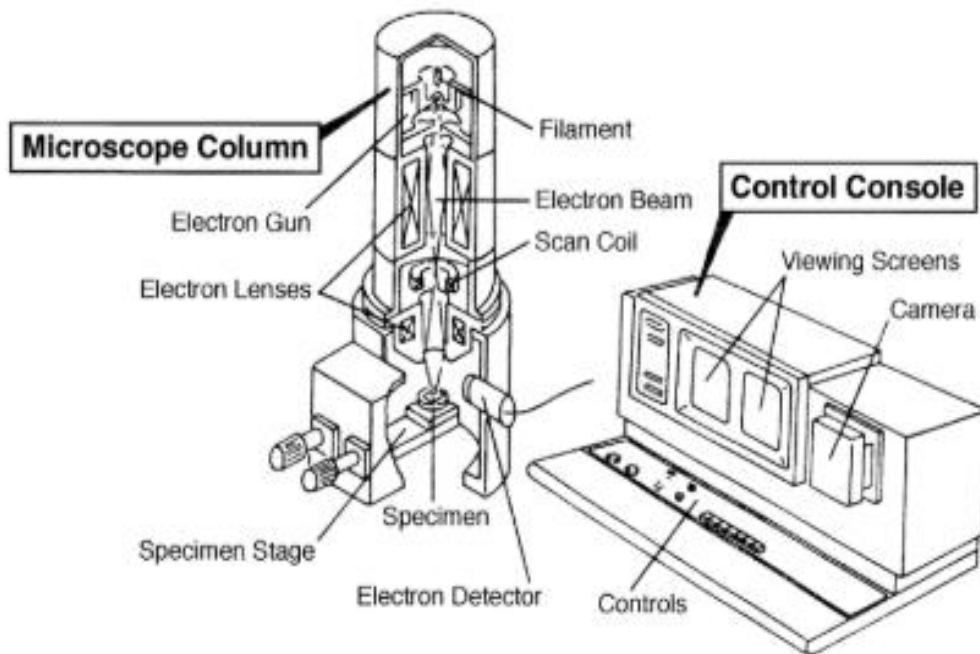 Filament
Microscope Column
Electron Gun
Electron Beam
Control Console
Scan Coil
Viewing Screens
Electron Lenses
Camera
Specimen
Specimen Stage
Electron Detector
Controls